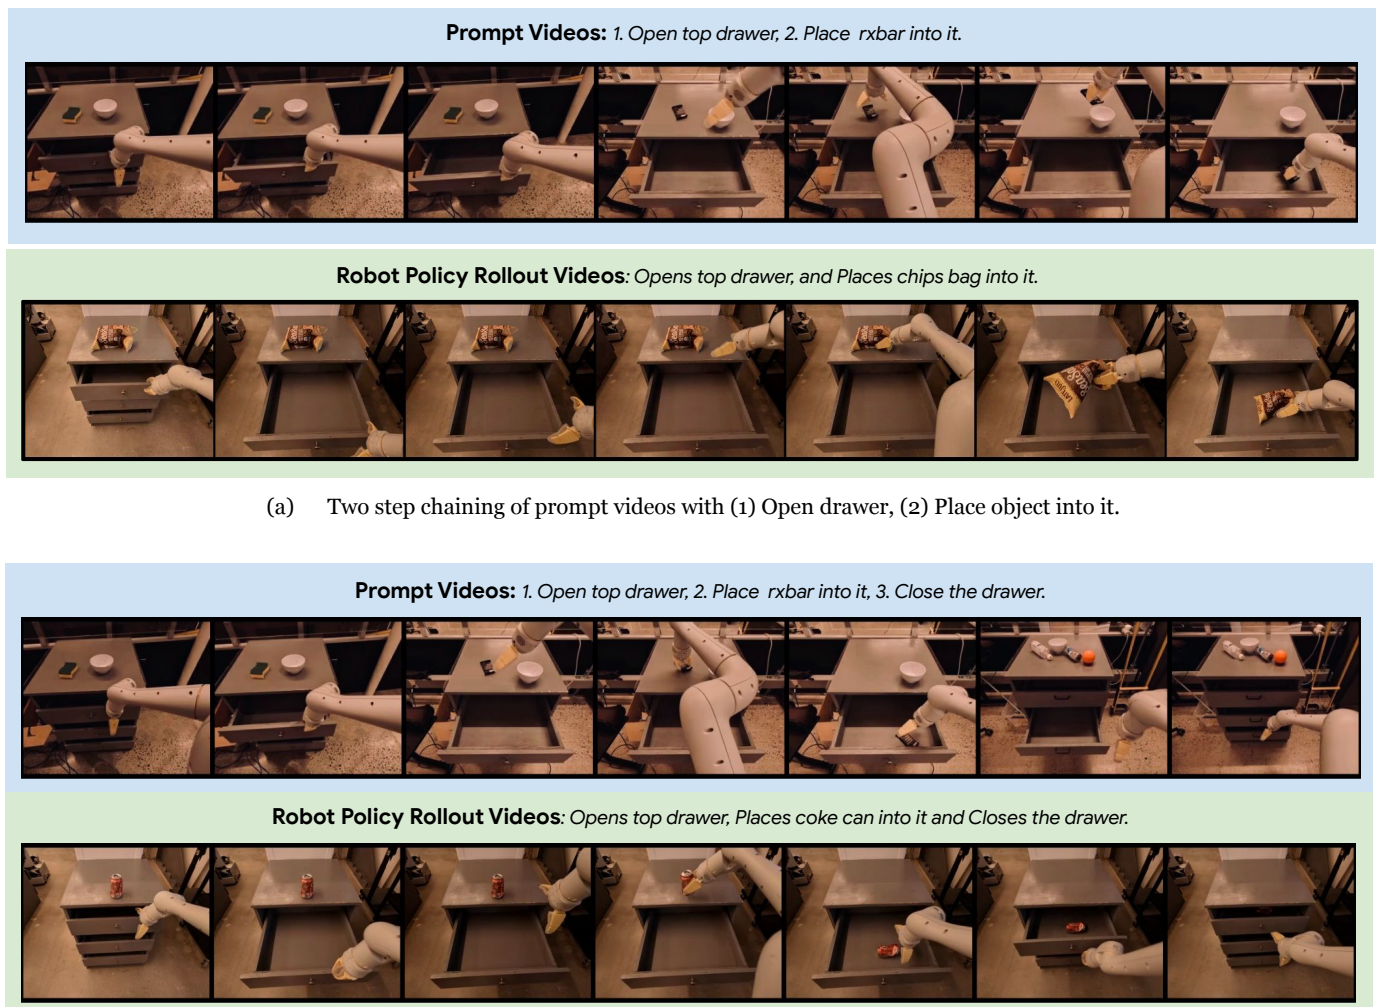 Prompt Videos: 1. Open top drawer, 2. Place rxbar into it.
Robot Policy Rollout Videos: Opens top drawer, and Places chips bag into it.
(a) Two step chaining of prompt videos with (1) Open drawer, (2) Place object into it.
Prompt Videos: 1. Open top drawer, 2. Place rxbar into it, 3. Close the drawer.
Robot Policy Rollout Videos: Opens top drawer, Places coke can into it and Closes the drawer.